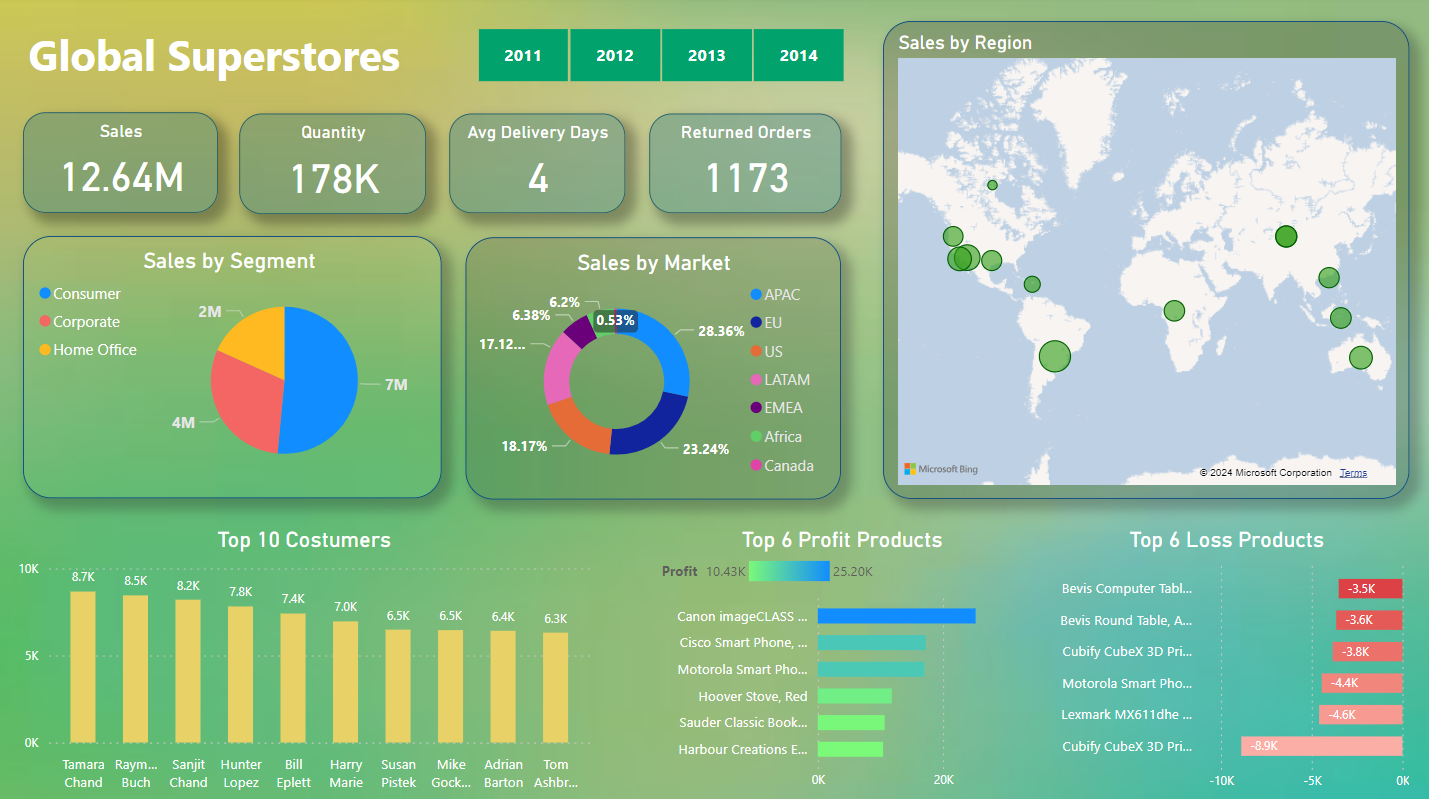 Global Superstores
2011
2012
2013
2014
Sales
12.64M
Quantity
178K
Avg Delivery Days
4
Returned Orders
1173
Sales by Segment
Consumer
Corporate
Home Office
2M
4M
7M
Sales by Market
6.2%
0.53%
6.38%
17.12...
28.36%
18.17%
23.24%
APAC
EU
US
LATAM
EMEA
Africa
Canada
Sales by Region
Microsoft Bing
© 2024 Microsoft Corporation Terms
Top 10 Costumers
10K
5K
0K
8.7K
8.5K
8.2K
7.8K
7.4K
7.0K
6.5K
6.5K
6.4K
6.3K
Tamara
Chand
Raym...
Buch
Sanjit
Chand
Hunter
Lopez
Bill
Eplett
Harry
Marie
Susan
Pistek
Mike
Gock...
Adrian
Barton
Tom
Ashbr...
Top 6 Profit Products
Profit 10.43K 25.20K
Canon imageCLASS ...
Cisco Smart Phone, ...
Motorola Smart Pho...
Hoover Stove, Red
Sauder Classic Book...
Harbour Creations E...
0K
20K
Top 6 Loss Products
Bevis Computer Tabl...
-3.5K
Bevis Round Table, A...
-3.6K
Cubify CubeX 3D Pri...
-3.8K
Motorola Smart Pho...
-4.4K
Lexmark MX611dhe ...
-4.6K
Cubify CubeX 3D Pri...
-8.9K
-10K
-5K
0K